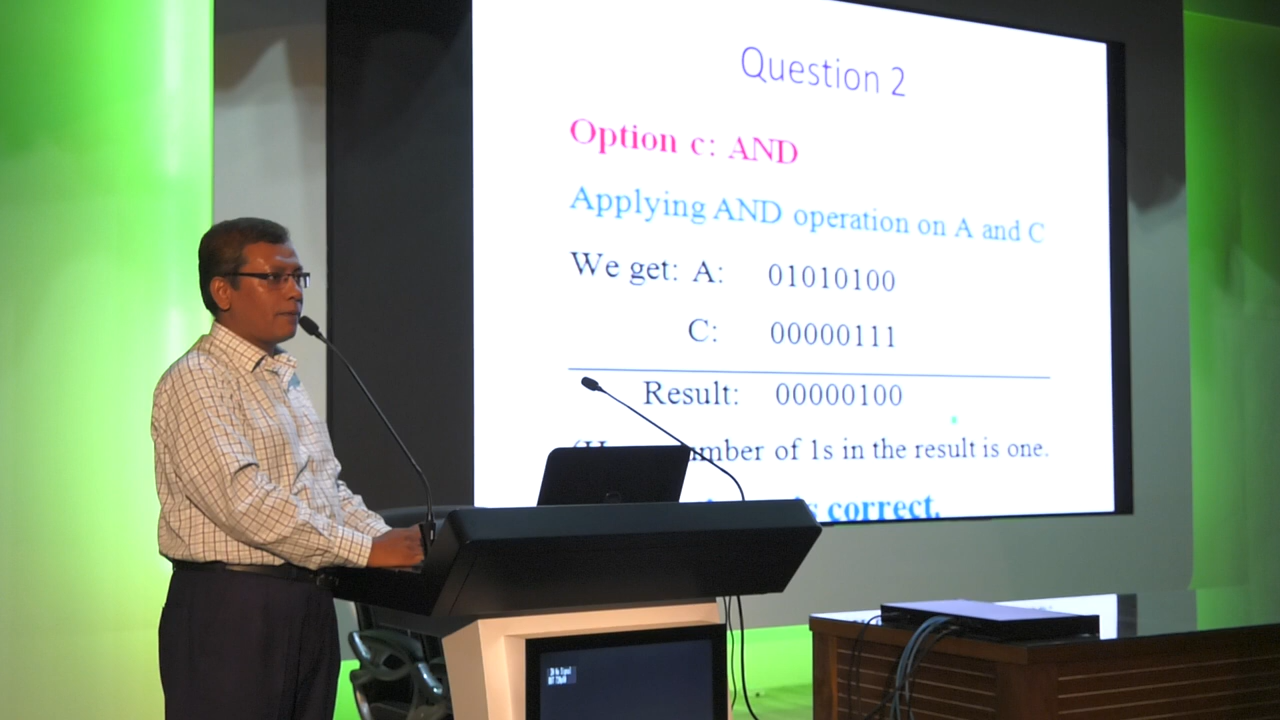 Question 2
Option c: AND
Applying AND operation on A and C
We get: A: 01010100
C: 00000111
Result: 00000100
of 1s in the result is one.
correct.